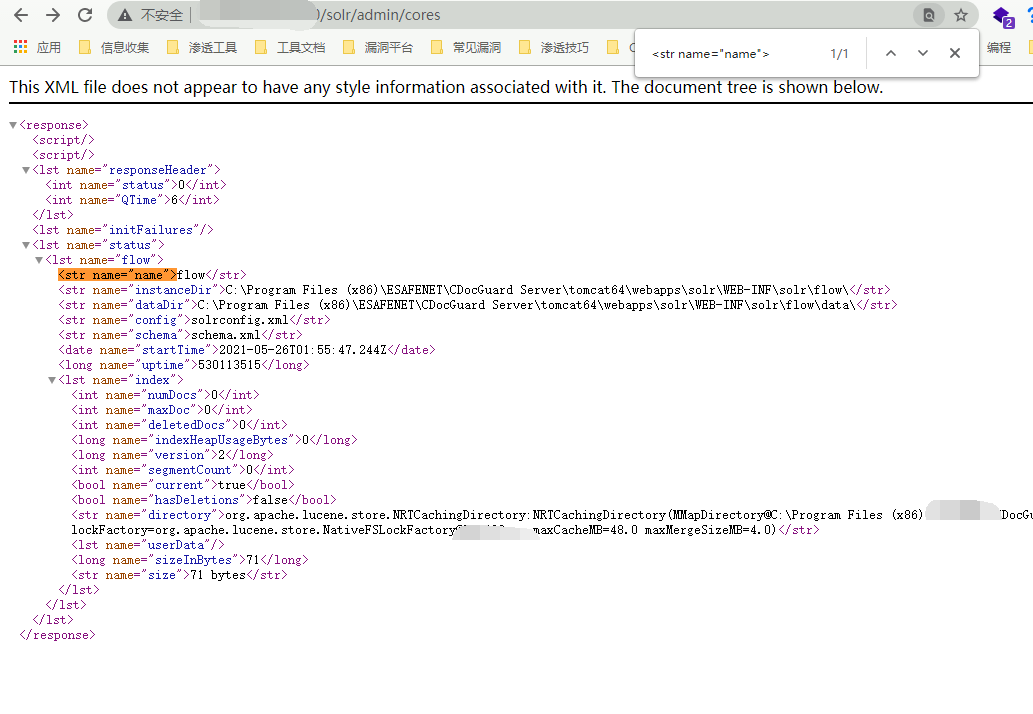 不安全 /solr/admin/cores
应用 信息收集 渗透工具 工具文档 漏洞平台 常见漏洞 渗透技巧 编程
<str name="name"> 1/1
This XML file does not appear to have any style information associated with it. The document tree is shown below.
▼<response>
<script/>
<script/>
▼<lst name="responseHeader">
<int name="status">0</int>
<int name="QTime">6</int>
</lst>
<lst name="initFailures"/>
▼<lst name="status">
▼<lst name="flow">
<str name="name">flow</str>
<str name="instanceDir">C:\Program Files (x86)\ESAFENET\CDocGuard Server\tomcat64\webapps\solr\WEB-INF\solr\flow\</str>
<str name="dataDir">C:\Program Files (x86)\ESAFENET\CDocGuard Server\tomcat64\webapps\solr\WEB-INF\solr\flow\data\</str>
<str name="config">solrconfig.xml</str>
<str name="schema">schema.xml</str>
<date name="startTime">2021-05-26T01:55:47.244Z</date>
<long name="uptime">530113515</long>
▼<lst name="index">
<int name="numDocs">0</int>
<int name="maxDoc">0</int>
<int name="deletedDocs">0</int>
<long name="indexHeapUsageBytes">0</long>
<long name="version">2</long>
<int name="segmentCount">0</int>
<bool name="current">true</bool>
<bool name="hasDeletions">false</bool>
<str name="directory">org.apache.lucene.store.NRTCachingDirectory:NRTCachingDirectory(MMapDirectory@C:\Program Files (x86) DocGu
lockFactory=org.apache.lucene.store.NativeFSLockFactory maxCacheMB=48.0 maxMergeSizeMB=4.0)</str>
<lst name="userData"/>
<long name="sizeInBytes">71</long>
<str name="size">71 bytes</str>
</lst>
</lst>
</lst>
</response>